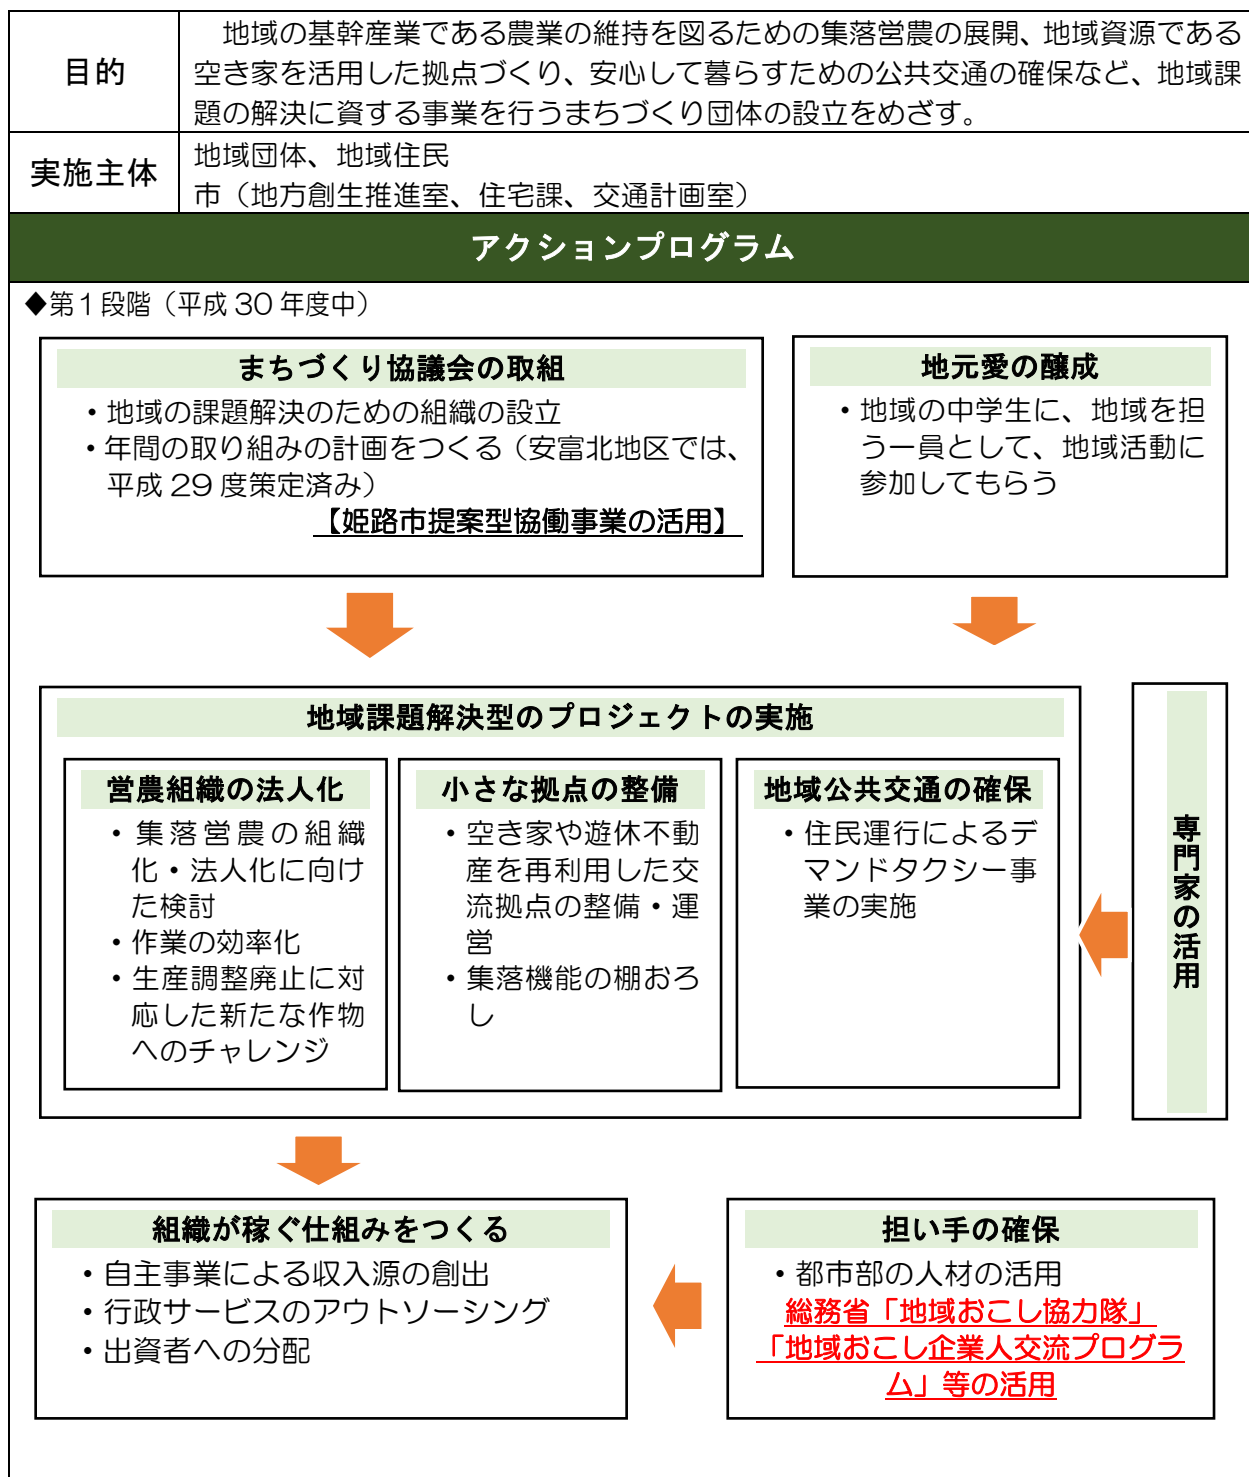 目的
地域の基幹産業である農業の維持を図るための集落営農の展開、地域資源である
空き家を活用した拠点づくり、安心して暮らすための公共交通の確保など、地域課
題の解決に資する事業を行うまちづくり団体の設立をめざす。
実施主体
地域団体、地域住民
市（地方創生推進室、住宅課、交通計画室）
アクションプログラム
◆第１段階（平成 30 年度中）
まちづくり協議会の取組
・地域の課題解決のための組織の設立
・年間の取り組みの計画をつくる（安富北地区では、
平成 29 度策定済み）
【姫路市提案型協働事業の活用】
地元愛の醸成
・地域の中学生に、地域を担
う一員として、地域活動に
参加してもらう
地域課題解決型のプロジェクトの実施
営農組織の法人化
・集落営農の組織
化・法人化に向け
た検討
・作業の効率化
・生産調整廃止に対
応した新たな作物
へのチャレンジ
小さな拠点の整備
・空き家や遊休不動
産を再利用した交
流拠点の整備・運
営
・集落機能の棚おろ
し
地域公共交通の確保
・住民運行によるデ
マンドタクシー事
業の実施
専門家の活用
組織が稼ぐ仕組みをつくる
・自主事業による収入源の創出
・行政サービスのアウトソーシング
・出資者への分配
担い手の確保
・都市部の人材の活用
総務省「地域おこし協力隊」
「地域おこし企業人交流プログラ
ム」等の活用